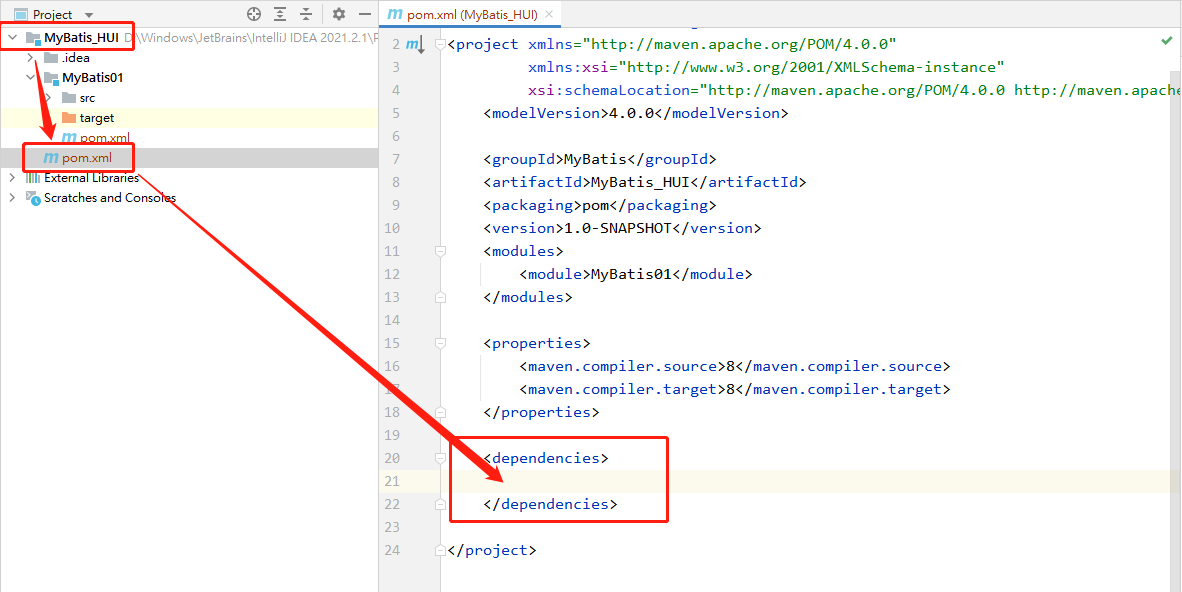 Project
MyBatis_HUI D:\Windows\JetBrains\IntelliJ IDEA 2021.2.1\
.idea
MyBatis01
src
target
pom.xml
pom.xml
External Libraries
Scratches and Consoles
pom.xml (MyBatis_HUI)
2 <project xmlns="http://maven.apache.org/POM/4.0.0"
3 xmlns:xsi="http://www.w3.org/2001/XMLSchema-instance"
4 xsi:schemaLocation="http://maven.apache.org/POM/4.0.0 http://maven.apache
5 <modelVersion>4.0.0</modelVersion>
6
7 <groupId>MyBatis</groupId>
8 <artifactId>MyBatis_HUI</artifactId>
9 <packaging>pom</packaging>
10 <version>1.0-SNAPSHOT</version>
11 <modules>
12 <module>MyBatis01</module>
13 </modules>
14
15 <properties>
16 <maven.compiler.source>8</maven.compiler.source>
17 <maven.compiler.target>8</maven.compiler.target>
18 </properties>
19
20 <dependencies>
21
22 </dependencies>
23
24 </project>